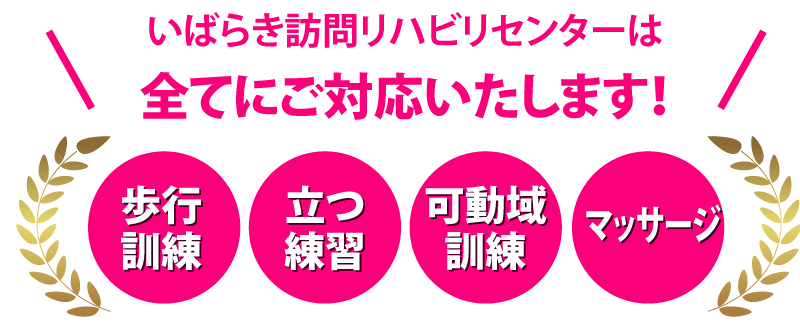 いばらき訪問リハビリセンターは
全てにご対応いたします!
歩行
訓練
立つ
練習
可動域
訓練
マッサージ